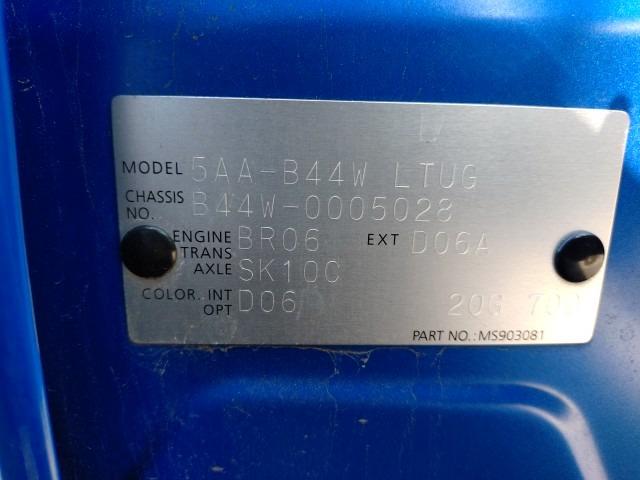 MODEL 5AA-B44W LTUG
CHASSIS NO. B44W-0005028
ENGINE BR06 EXT D06A
TRANS AXLE SK10C
COLOR. INT D06
OPT 20G
PART NO.:MS903081